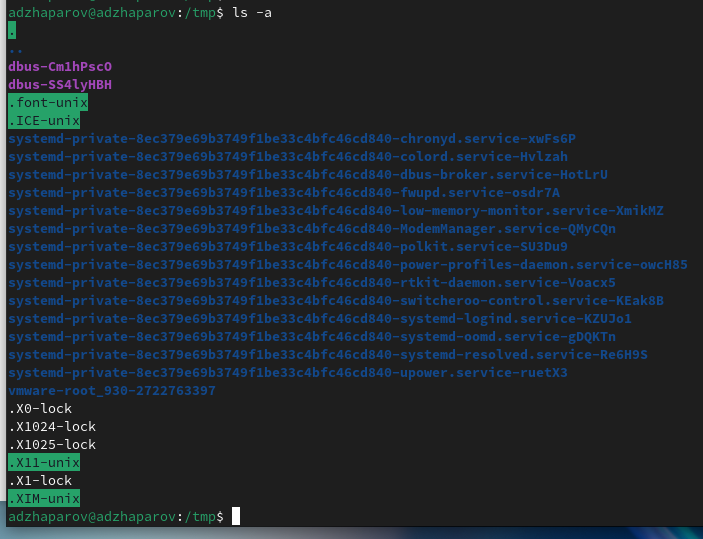 adzhaparov@adzhaparov:/tmp$ ls -a
.
..
dbus-Cm1hPscO
dbus-SS4lyHBH
.font-unix
.ICE-unix
systemd-private-8ec379e69b3749f1be33c4bfc46cd840-chronyd.service-xwFs6P
systemd-private-8ec379e69b3749f1be33c4bfc46cd840-colord.service-Hvlzah
systemd-private-8ec379e69b3749f1be33c4bfc46cd840-dbus-broker.service-HotLrU
systemd-private-8ec379e69b3749f1be33c4bfc46cd840-fwupd.service-osdr7A
systemd-private-8ec379e69b3749f1be33c4bfc46cd840-low-memory-monitor.service-XmikMZ
systemd-private-8ec379e69b3749f1be33c4bfc46cd840-ModemManager.service-QMyCQn
systemd-private-8ec379e69b3749f1be33c4bfc46cd840-polkit.service-SU3Du9
systemd-private-8ec379e69b3749f1be33c4bfc46cd840-power-profiles-daemon.service-owcH85
systemd-private-8ec379e69b3749f1be33c4bfc46cd840-rtkit-daemon.service-Voacx5
systemd-private-8ec379e69b3749f1be33c4bfc46cd840-switcheroo-control.service-KEak8B
systemd-private-8ec379e69b3749f1be33c4bfc46cd840-systemd-logind.service-KZUJo1
systemd-private-8ec379e69b3749f1be33c4bfc46cd840-systemd-oomd.service-gDQKTn
systemd-private-8ec379e69b3749f1be33c4bfc46cd840-systemd-resolved.service-Re6H9S
systemd-private-8ec379e69b3749f1be33c4bfc46cd840-upower.service-ruetX3
vmware-root_930-2722763397
.X0-lock
.X1024-lock
.X1025-lock
.X11-unix
.X1-lock
.XIM-unix
adzhaparov@adzhaparov:/tmp$